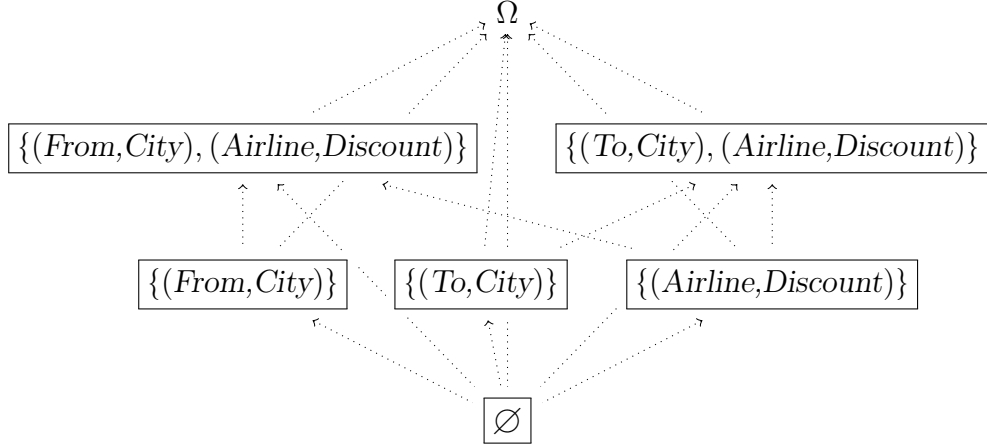 Ω
{(From,City), (Airline,Discount)} {(To,City), (Airline,Discount)}
{(From,City)} {(To,City)} {(Airline,Discount)}
∅